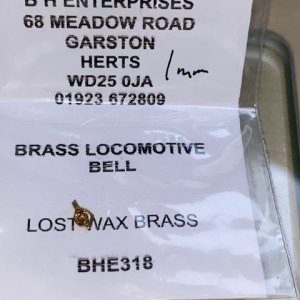 B H ENTERPRISES
68 MEADOW ROAD
GARSTON
HERTS
WD25 0JA
01923 672809
1mm
BRASS LOCOMOTIVE
BELL
LOST WAX BRASS
BHE318